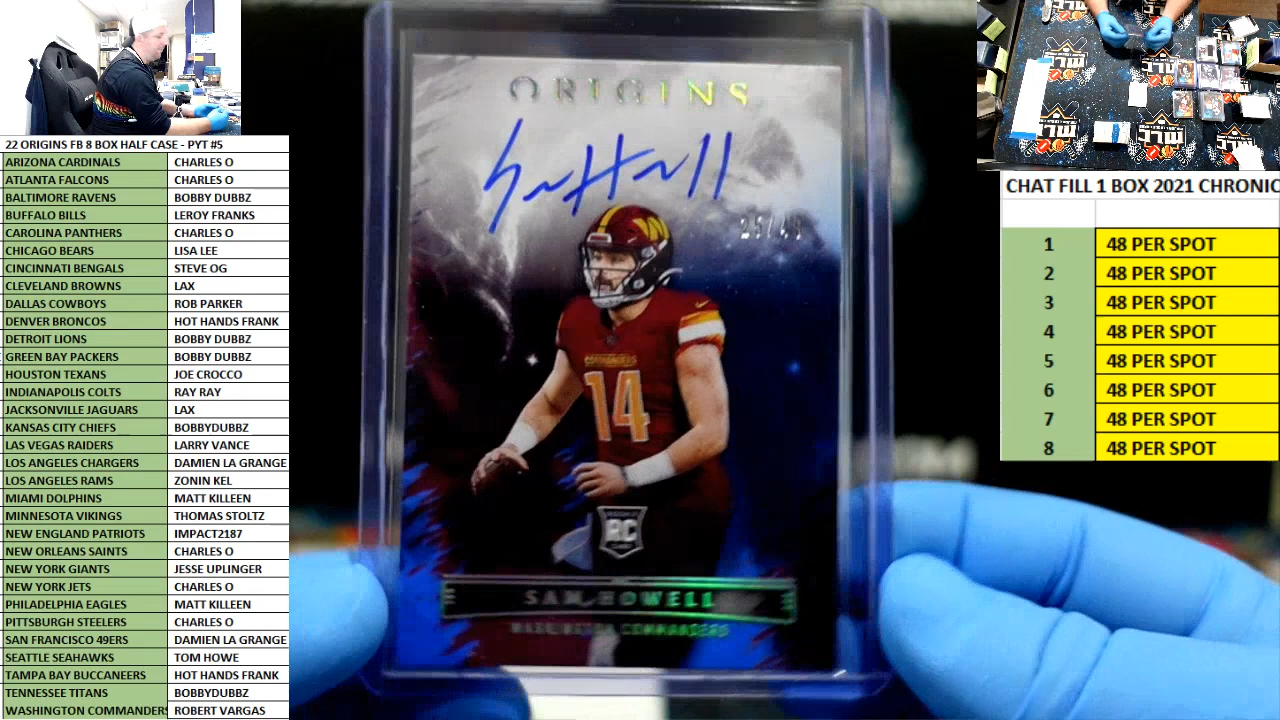 22 ORIGINS FB 8 BOX HALF CASE - PYT #5
ARIZONA CARDINALS CHARLES O
ATLANTA FALCONS CHARLES O
BALTIMORE RAVENS BOBBY DUBBZ
BUFFALO BILLS LEROY FRANKS
CAROLINA PANTHERS CHARLES O
CHICAGO BEARS LISA LEE
CINCINNATI BENGALS STEVE OG
CLEVELAND BROWNS LAX
DALLAS COWBOYS ROB PARKER
DENVER BRONCOS HOT HANDS FRANK
DETROIT LIONS BOBBY DUBBZ
GREEN BAY PACKERS BOBBY DUBBZ
HOUSTON TEXANS JOE CROCCO
INDIANAPOLIS COLTS RAY RAY
JACKSONVILLE JAGUARS LAX
KANSAS CITY CHIEFS BOBBYDUBBZ
LAS VEGAS RAIDERS LARRY VANCE
LOS ANGELES CHARGERS DAMIEN LA GRANGE
LOS ANGELES RAMS ZONIN KEL
MIAMI DOLPHINS MATT KILLEEN
MINNESOTA VIKINGS THOMAS STOLTZ
NEW ENGLAND PATRIOTS IMPACT2187
NEW ORLEANS SAINTS CHARLES O
NEW YORK GIANTS JESSE UPLINGER
NEW YORK JETS CHARLES O
PHILADELPHIA EAGLES MATT KILLEEN
PITTSBURGH STEELERS CHARLES O
SAN FRANCISCO 49ERS DAMIEN LA GRANGE
SEATTLE SEAHAWKS TOM HOWE
TAMPA BAY BUCCANEERS HOT HANDS FRANK
TENNESSEE TITANS BOBBYDUBBZ
WASHINGTON COMMANDERS ROBERT VARGAS
ORIGINS
25/49
COMMANDERS
14
RC
SAM HOWELL
WASHINGTON COMMANDERS
CHAT FILL 1 BOX 2021 CHRONIC
1 48 PER SPOT
2 48 PER SPOT
3 48 PER SPOT
4 48 PER SPOT
5 48 PER SPOT
6 48 PER SPOT
7 48 PER SPOT
8 48 PER SPOT